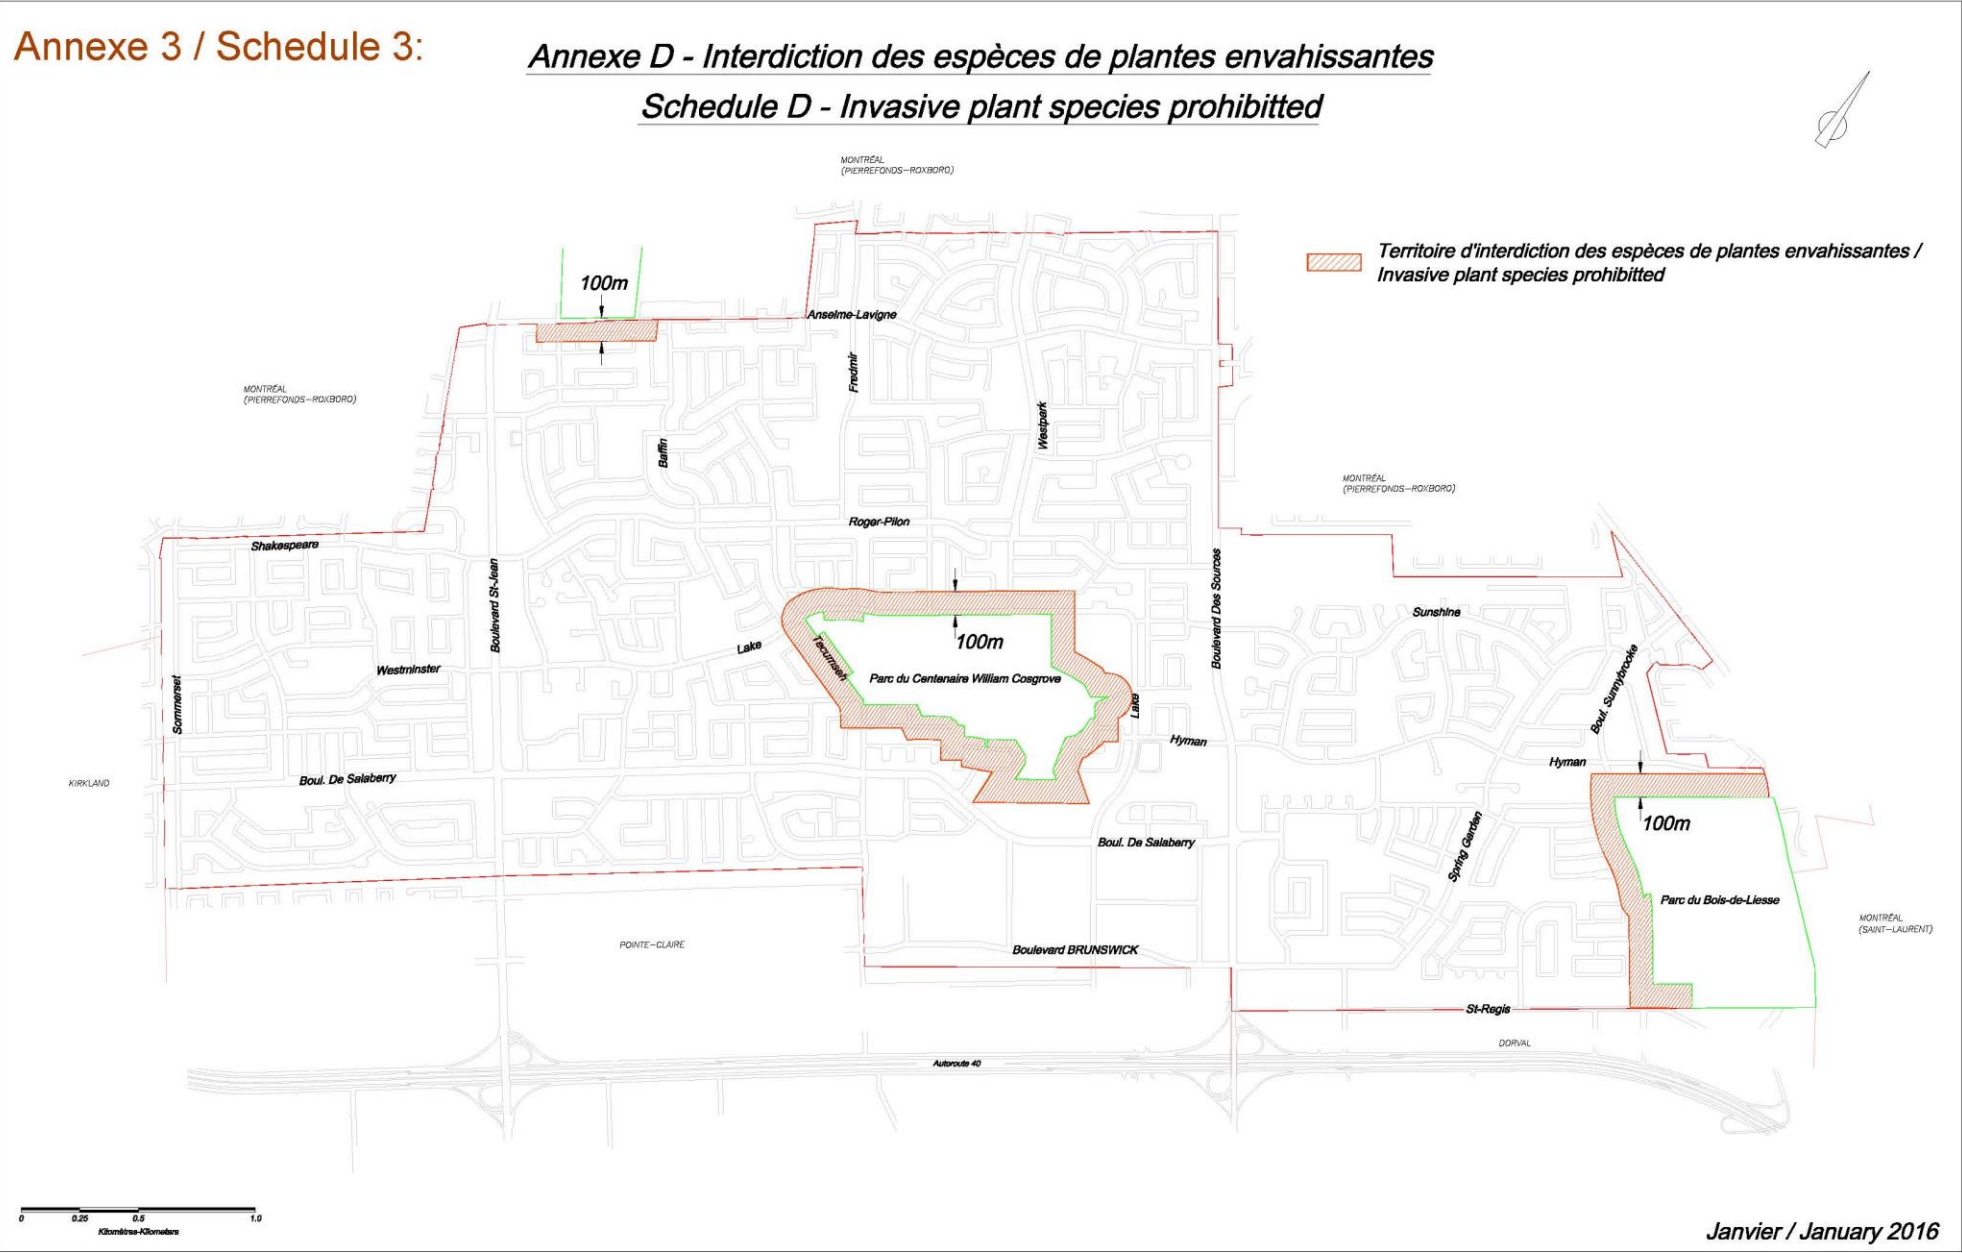 Annexe 3 / Schedule 3:
Annexe D - Interdiction des espèces de plantes envahissantes
Schedule D - Invasive plant species prohibitted
MONTRÉAL
(PIERREFONDS-ROXBORO)
Territoire d'interdiction des espèces de plantes envahissantes /
Invasive plant species prohibitted
100m
Anselme-Lavigne
Fredmir
MONTRÉAL
(PIERREFONDS-ROXBORO)
Westpark
Baffin
MONTRÉAL
(PIERREFONDS-ROXBORO)
Roger-Pilon
Shakespeare
Boulevard St-Jean
Boulevard Des Sources
Sunshine
100m
Lake
Tecumseh
Westminster
Parc du Centenaire William Cosgrove
Sommerset
Lake
Boul. Sunnybrooke
Hyman
Hyman
KIRKLAND
Boul. De Salaberry
100m
Boul. De Salaberry
Spring Garden
Parc du Bois-de-Liesse
MONTRÉAL
(SAINT-LAURENT)
POINTE-CLAIRE
Boulevard BRUNSWICK
St-Regis
DORVAL
Autoroute 40
0 0.25 0.5 1.0
Kilomètres-Kilometers
Janvier / January 2016